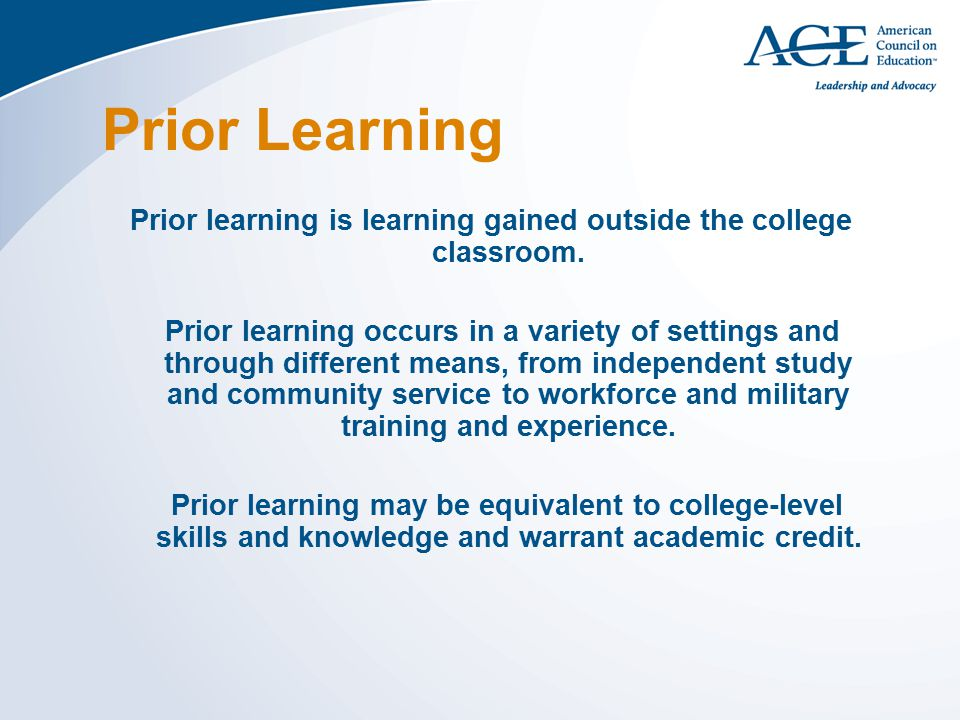 ACE American
Council on
Education™
Leadership and Advocacy
Prior Learning
Prior learning is learning gained outside the college
classroom.
Prior learning occurs in a variety of settings and
through different means, from independent study
and community service to workforce and military
training and experience.
Prior learning may be equivalent to college-level
skills and knowledge and warrant academic credit.